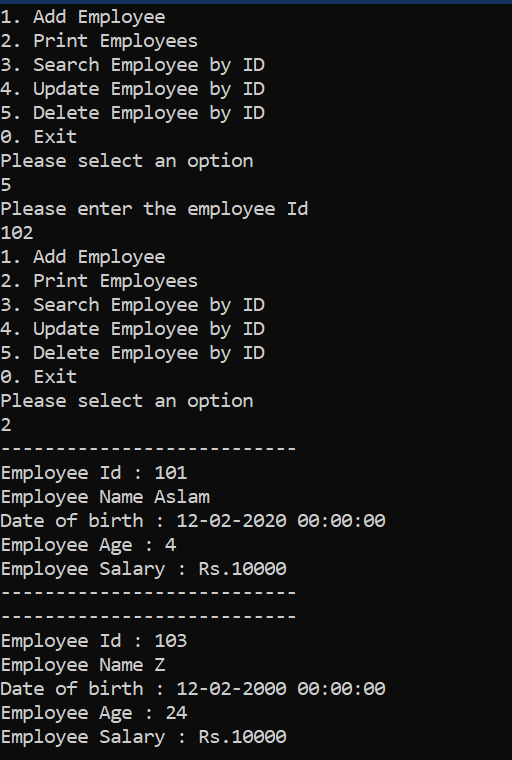 1. Add Employee
2. Print Employees
3. Search Employee by ID
4. Update Employee by ID
5. Delete Employee by ID
0. Exit
Please select an option
5
Please enter the employee Id
102
1. Add Employee
2. Print Employees
3. Search Employee by ID
4. Update Employee by ID
5. Delete Employee by ID
0. Exit
Please select an option
2
---------------------------
Employee Id : 101
Employee Name Aslam
Date of birth : 12-02-2020 00:00:00
Employee Age : 4
Employee Salary : Rs.10000
---------------------------
---------------------------
Employee Id : 103
Employee Name Z
Date of birth : 12-02-2000 00:00:00
Employee Age : 24
Employee Salary : Rs.10000